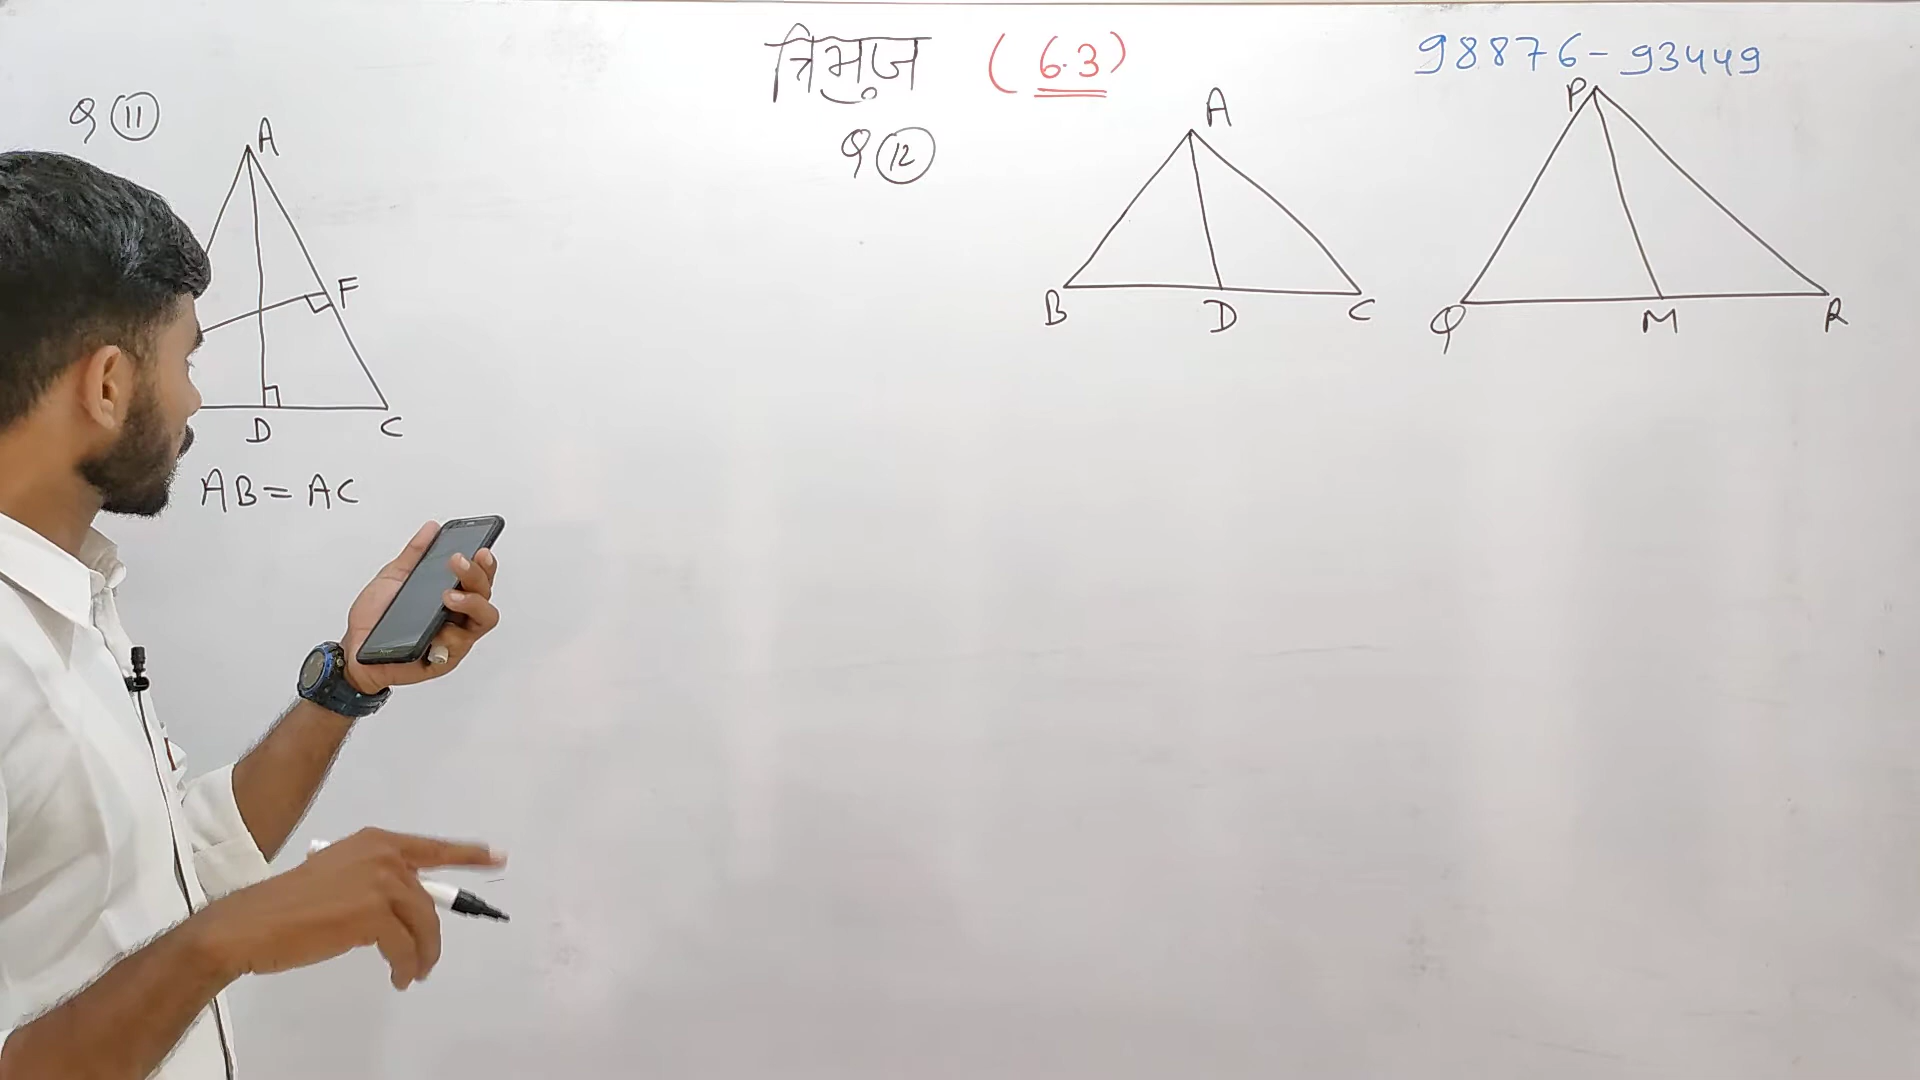 त्रिभुज (6.3)
98876-93449
Q 11
A
F
D C
AB = AC
Q 12
A
B D C
P
Q M R